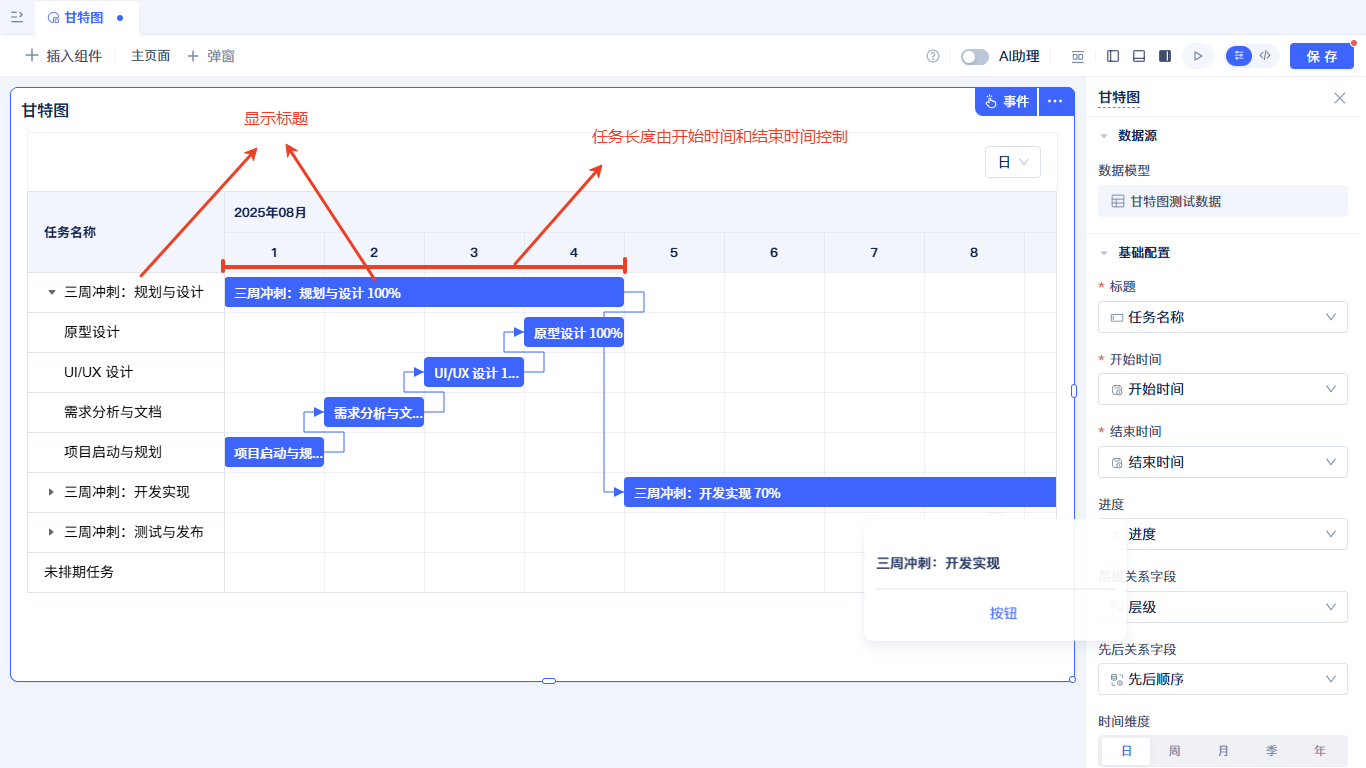 甘特图
插入组件
主页面
弹窗
AI助理
保 存
甘特图
事件
显示标题
任务长度由开始时间和结束时间控制
日
任务名称
2025年08月
1 2 3 4 5 6 7 8
三周冲刺：规划与设计
三周冲刺：规划与设计 100%
原型设计
原型设计 100%
UI/UX 设计
UI/UX 设计 1...
需求分析与文档
需求分析与文...
项目启动与规划
项目启动与规...
三周冲刺：开发实现
三周冲刺：开发实现 70%
三周冲刺：测试与发布
未排期任务
三周冲刺：开发实现
按钮
甘特图
数据源
数据模型
甘特图测试数据
基础配置
* 标题
任务名称
* 开始时间
开始时间
* 结束时间
结束时间
进度
进度
层级关系字段
层级
先后关系字段
先后顺序
时间维度
日 周 月 季 年